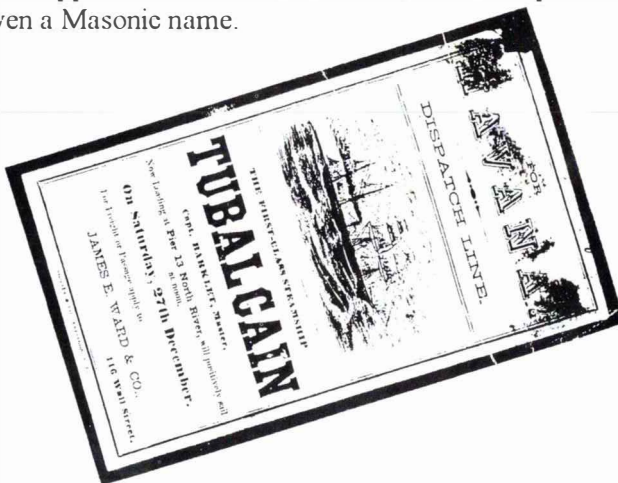 ven a Masonic name.
FOR
HAVANA
DISPATCH LINE.
THE FIRST-CLASS STEAMSHIP
TUBALCAIN
Capt. HARKLEY, Master,
Now Loading at Pier 13 North River, will positively sail
On Saturday, 27th December.
at noon.
For Freight or Passage apply to
JAMES E. WARD & CO.,
116 Wall Street.